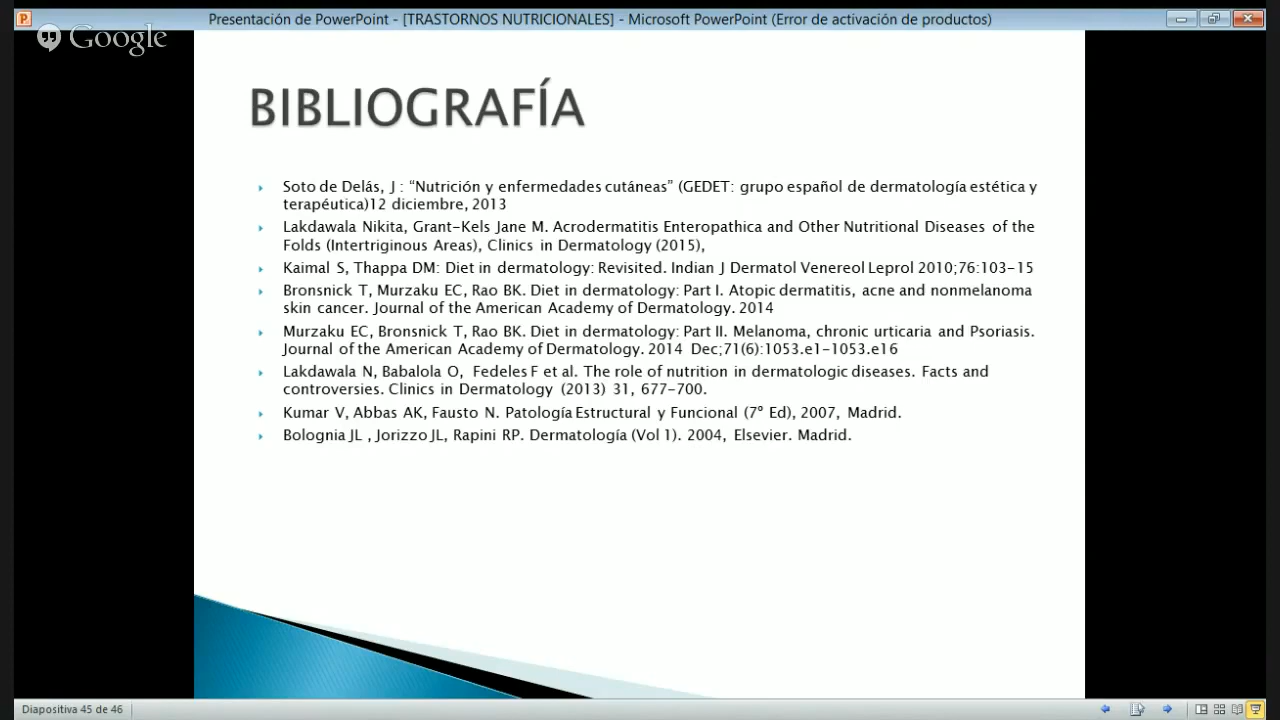 Presentación de PowerPoint - [TRASTORNOS NUTRICIONALES] - Microsoft PowerPoint (Error de activación de productos)
Google
BIBLIOGRAFÍA
Soto de Delás, J : “Nutrición y enfermedades cutáneas” (GEDET: grupo español de dermatología estética y
terapéutica)12 diciembre, 2013
Lakdawala Nikita, Grant-Kels Jane M. Acrodermatitis Enteropathica and Other Nutritional Diseases of the
Folds (Intertriginous Areas), Clinics in Dermatology (2015),
Kaimal S, Thappa DM: Diet in dermatology: Revisited. Indian J Dermatol Venereol Leprol 2010;76:103-15
Bronsnick T, Murzaku EC, Rao BK. Diet in dermatology: Part I. Atopic dermatitis, acne and nonmelanoma
skin cancer. Journal of the American Academy of Dermatology. 2014
Murzaku EC, Bronsnick T, Rao BK. Diet in dermatology: Part II. Melanoma, chronic urticaria and Psoriasis.
Journal of the American Academy of Dermatology. 2014 Dec;71(6):1053.e1-1053.e16
Lakdawala N, Babalola O, Fedeles F et al. The role of nutrition in dermatologic diseases. Facts and
controversies. Clinics in Dermatology (2013) 31, 677-700.
Kumar V, Abbas AK, Fausto N. Patología Estructural y Funcional (7º Ed), 2007, Madrid.
Bolognia JL , Jorizzo JL, Rapini RP. Dermatología (Vol 1). 2004, Elsevier. Madrid.
Diapositiva 45 de 46